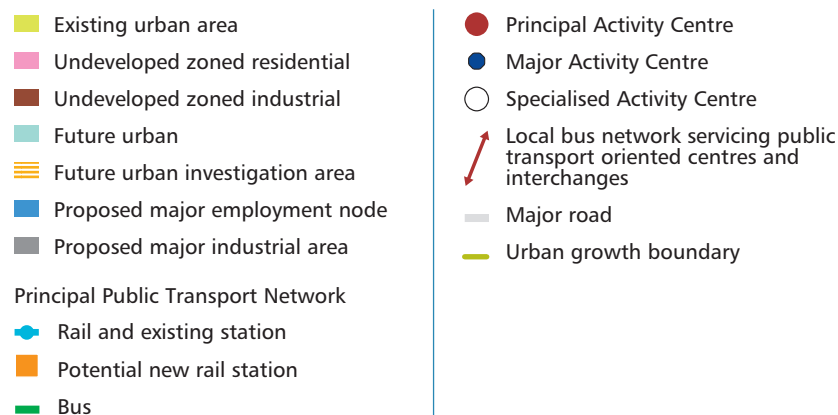 Existing urban area
Undeveloped zoned residential
Undeveloped zoned industrial
Future urban
Future urban investigation area
Proposed major employment node
Proposed major industrial area
Principal Public Transport Network
Rail and existing station
Potential new rail station
Bus
Principal Activity Centre
Major Activity Centre
Specialised Activity Centre
Local bus network servicing public
transport oriented centres and
interchanges
Major road
Urban growth boundary